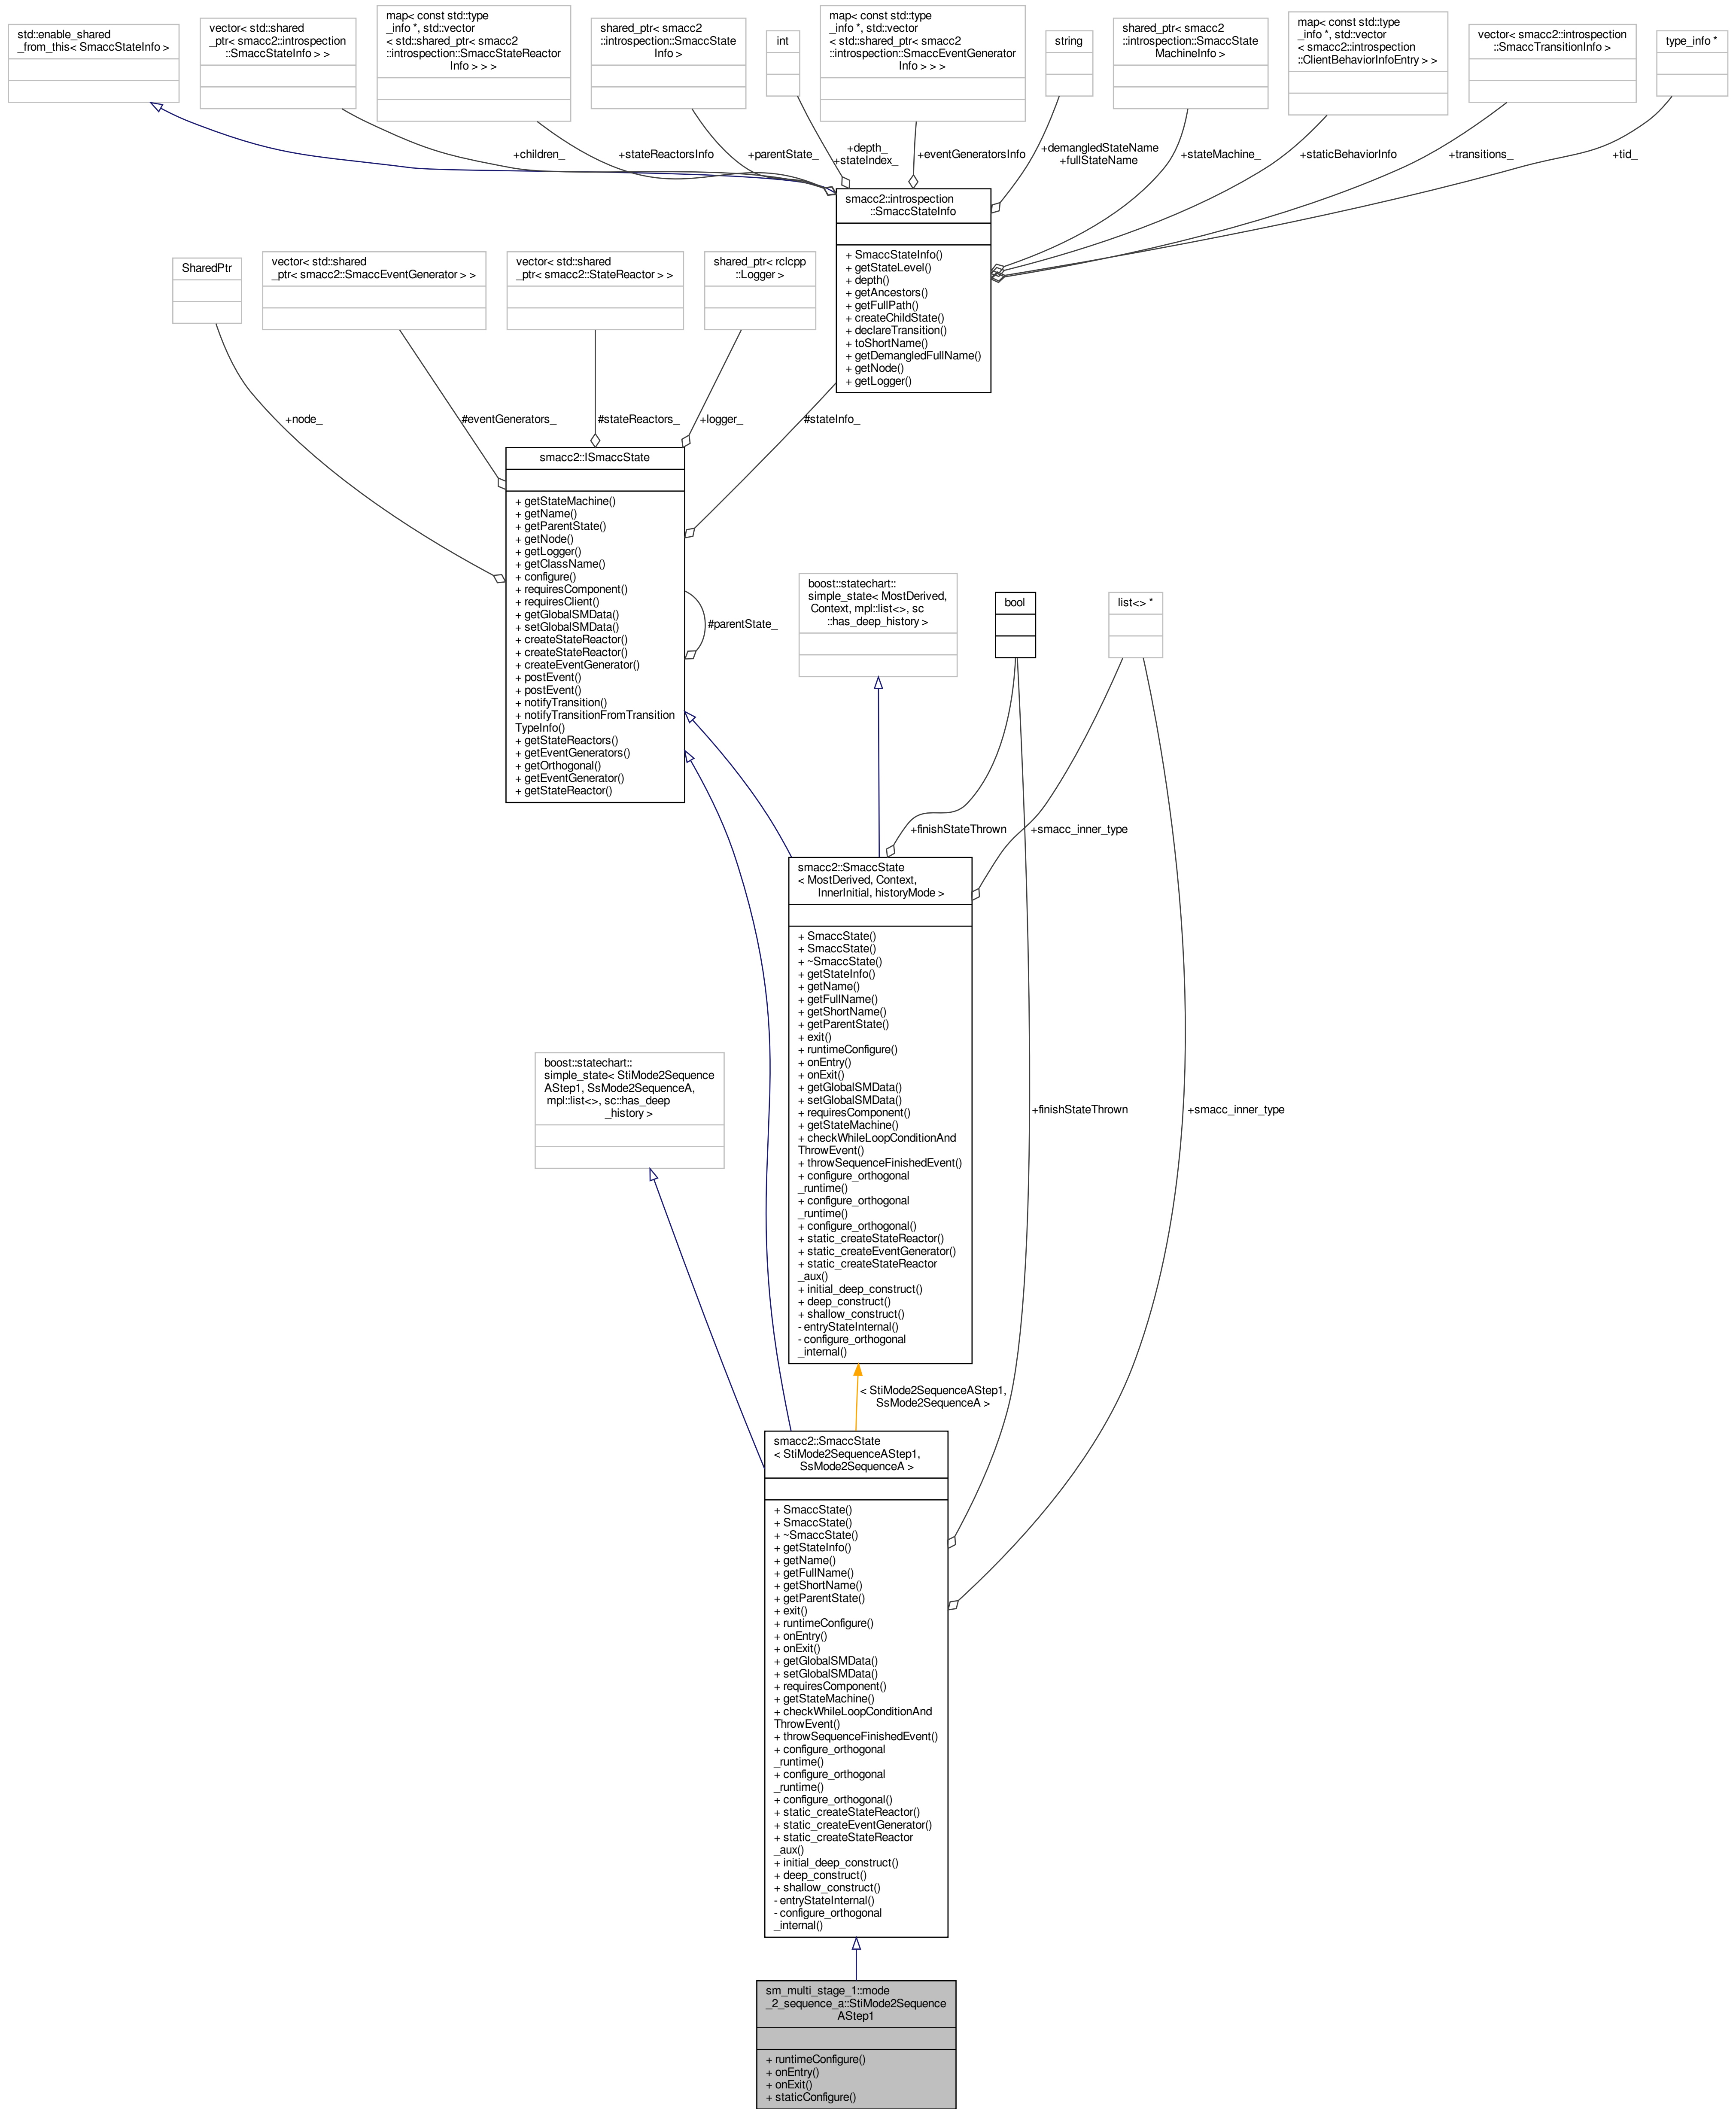 std::enable_shared
_from_this< SmaccStateInfo >
vector< std::shared
_ptr< smacc2::introspection
::SmaccStateInfo > >
map< const std::type
_info *, std::vector
< std::shared_ptr< smacc2
::introspection::SmaccStateReactor
Info > > >
shared_ptr< smacc2
::introspection::SmaccState
Info >
int
map< const std::type
_info *, std::vector
< std::shared_ptr< smacc2
::introspection::SmaccEventGenerator
Info > > >
string
shared_ptr< smacc2
::introspection::SmaccState
MachineInfo >
map< const std::type
_info *, std::vector
< smacc2::introspection
::ClientBehaviorInfoEntry > >
vector< smacc2::introspection
::SmaccTransitionInfo >
type_info *
+children_
+stateReactorsInfo
+parentState_
+depth_
+stateIndex_
+eventGeneratorsInfo
+demangledStateName
+fullStateName
+stateMachine_
+staticBehaviorInfo
+transitions_
+tid_
smacc2::introspection
::SmaccStateInfo
+ SmaccStateInfo()
+ getStateLevel()
+ depth()
+ getAncestors()
+ getFullPath()
+ createChildState()
+ declareTransition()
+ toShortName()
+ getDemangledFullName()
+ getNode()
+ getLogger()
SharedPtr
vector< std::shared
_ptr< smacc2::SmaccEventGenerator > >
vector< std::shared
_ptr< smacc2::StateReactor > >
shared_ptr< rclcpp
::Logger >
+node_
#eventGenerators_
#stateReactors_
+logger_
#stateInfo_
smacc2::ISmaccState
+ getStateMachine()
+ getName()
+ getParentState()
+ getNode()
+ getLogger()
+ getClassName()
+ configure()
+ requiresComponent()
+ requiresClient()
+ getGlobalSMData()
+ setGlobalSMData()
+ createStateReactor()
+ createStateReactor()
+ createEventGenerator()
+ postEvent()
+ postEvent()
+ notifyTransition()
+ notifyTransitionFromTransition
TypeInfo()
+ getStateReactors()
+ getEventGenerators()
+ getOrthogonal()
+ getEventGenerator()
+ getStateReactor()
#parentState_
boost::statechart::
simple_state< MostDerived,
Context, mpl::list<>, sc
::has_deep_history >
bool
list<> *
+finishStateThrown
+smacc_inner_type
smacc2::SmaccState
< MostDerived, Context,
InnerInitial, historyMode >
+ SmaccState()
+ SmaccState()
+ ~SmaccState()
+ getStateInfo()
+ getName()
+ getFullName()
+ getShortName()
+ getParentState()
+ exit()
+ runtimeConfigure()
+ onEntry()
+ onExit()
+ getGlobalSMData()
+ setGlobalSMData()
+ requiresComponent()
+ getStateMachine()
+ checkWhileLoopConditionAnd
ThrowEvent()
+ throwSequenceFinishedEvent()
+ configure_orthogonal
_runtime()
+ configure_orthogonal
_runtime()
+ configure_orthogonal()
+ static_createStateReactor()
+ static_createEventGenerator()
+ static_createStateReactor
_aux()
+ initial_deep_construct()
+ deep_construct()
+ shallow_construct()
- entryStateInternal()
- configure_orthogonal
_internal()
boost::statechart::
simple_state< StiMode2Sequence
AStep1, SsMode2SequenceA,
mpl::list<>, sc::has_deep
_history >
+finishStateThrown
+smacc_inner_type
< StiMode2SequenceAStep1,
SsMode2SequenceA >
smacc2::SmaccState
< StiMode2SequenceAStep1,
SsMode2SequenceA >
+ SmaccState()
+ SmaccState()
+ ~SmaccState()
+ getStateInfo()
+ getName()
+ getFullName()
+ getShortName()
+ getParentState()
+ exit()
+ runtimeConfigure()
+ onEntry()
+ onExit()
+ getGlobalSMData()
+ setGlobalSMData()
+ requiresComponent()
+ getStateMachine()
+ checkWhileLoopConditionAnd
ThrowEvent()
+ throwSequenceFinishedEvent()
+ configure_orthogonal
_runtime()
+ configure_orthogonal
_runtime()
+ configure_orthogonal()
+ static_createStateReactor()
+ static_createEventGenerator()
+ static_createStateReactor
_aux()
+ initial_deep_construct()
+ deep_construct()
+ shallow_construct()
- entryStateInternal()
- configure_orthogonal
_internal()
sm_multi_stage_1::mode
_2_sequence_a::StiMode2Sequence
AStep1
+ runtimeConfigure()
+ onEntry()
+ onExit()
+ staticConfigure()